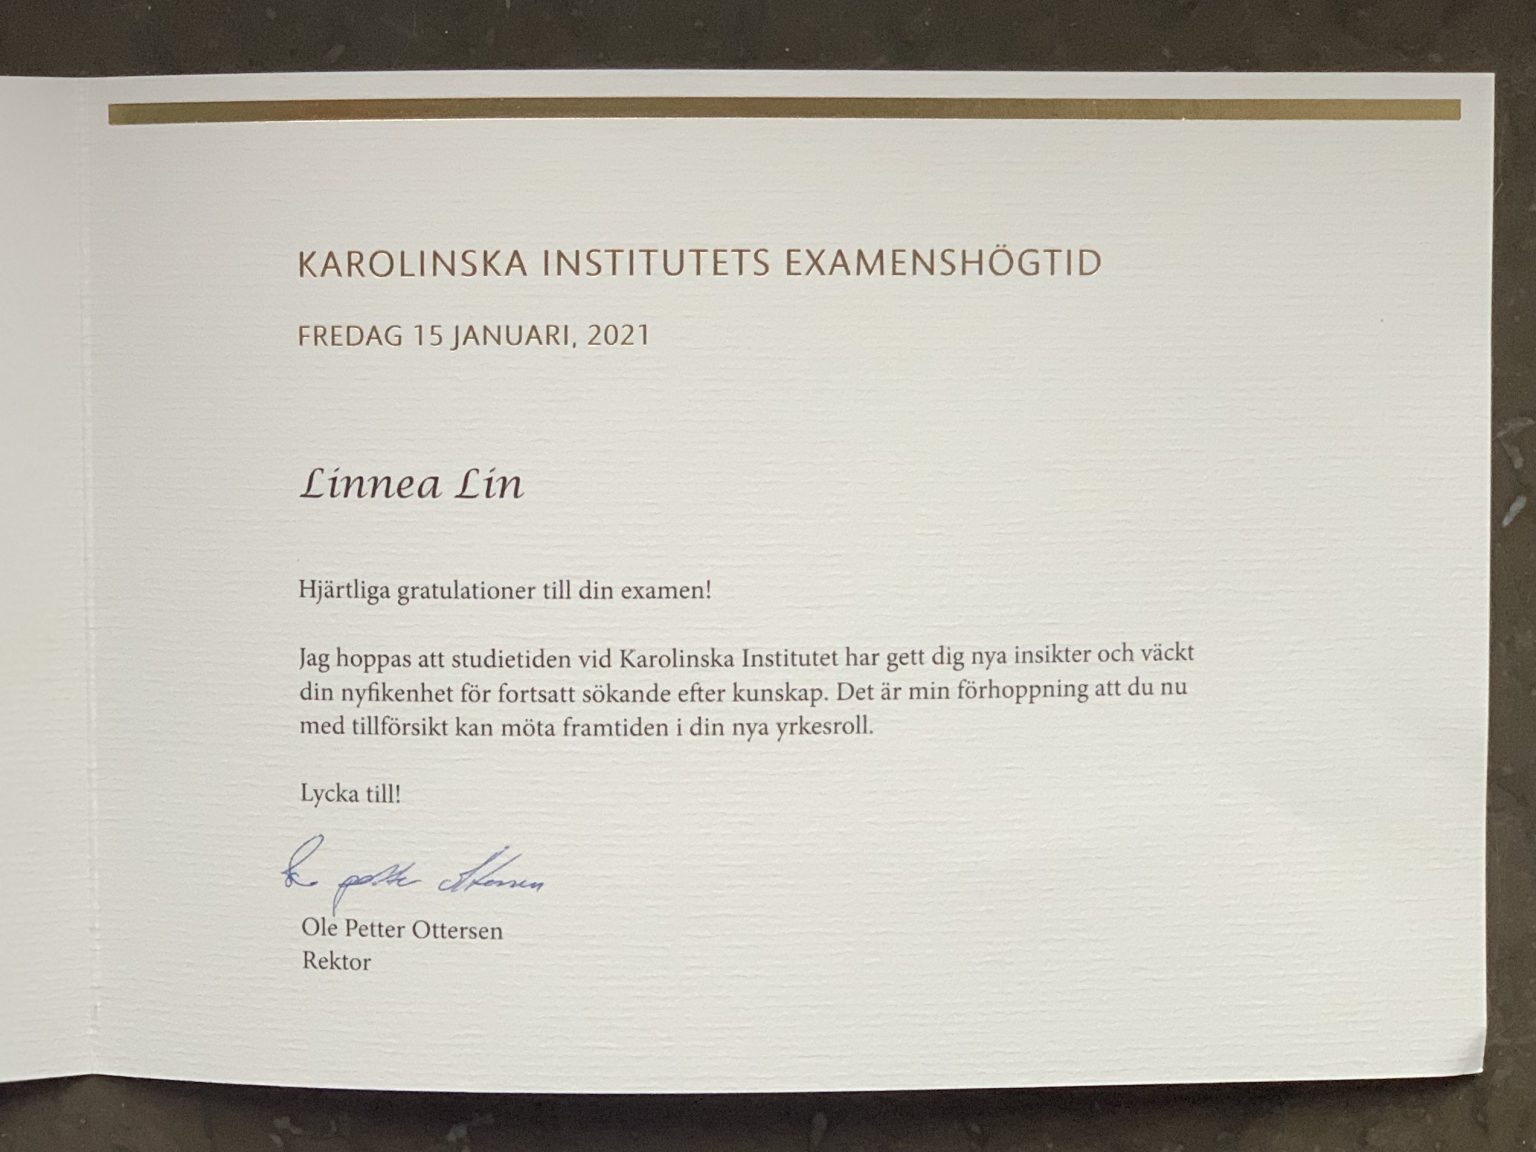 KAROLINSKA INSTITUTETS EXAMENSHÖGTID
FREDAG 15 JANUARI, 2021
Linnea Lin
Hjärtliga gratulationer till din examen!
Jag hoppas att studietiden vid Karolinska Institutet har gett dig nya insikter och väckt
din nyfikenhet för fortsatt sökande efter kunskap. Det är min förhoppning att du nu
med tillförsikt kan möta framtiden i din nya yrkesroll.
Lycka till!
Ole Petter Ottersen
Rektor